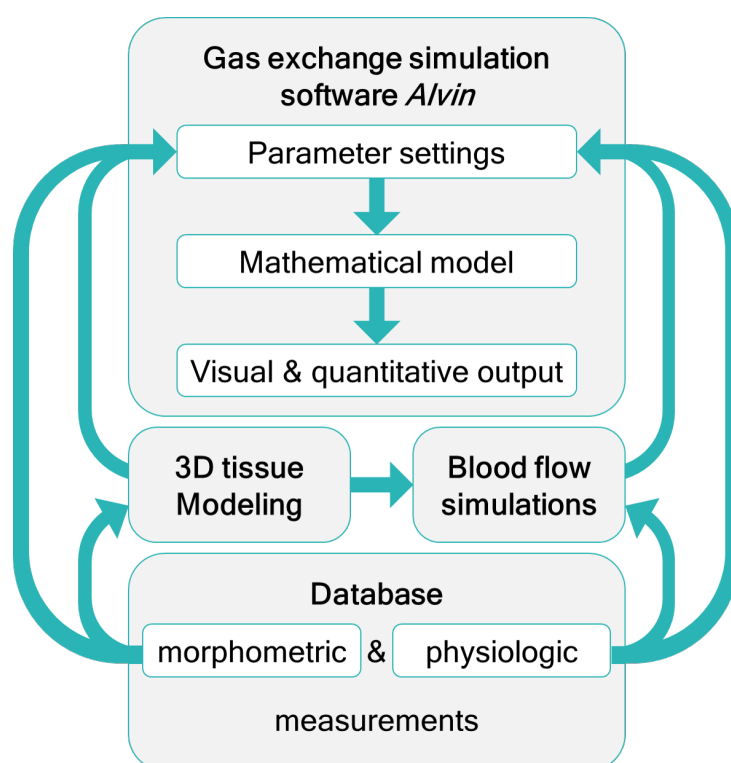 Gas exchange simulation
software Alvin
Parameter settings
Mathematical model
Visual & quantitative output
3D tissue
Modeling
Blood flow
simulations
Database
morphometric & physiologic
measurements